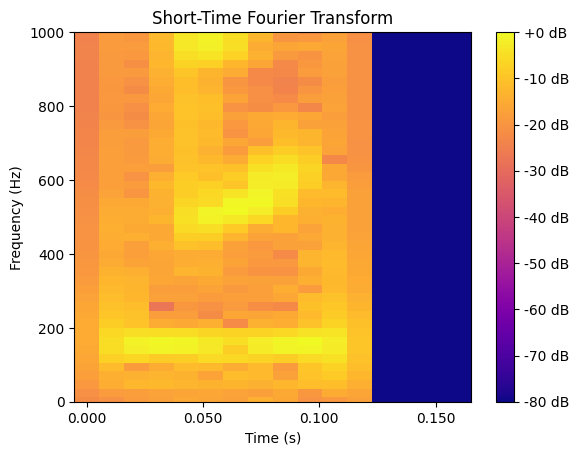 Short-Time Fourier Transform
1000
800
600
400
200
0
Frequency (Hz)
0.000
0.050
0.100
0.150
Time (s)
+0 dB
-10 dB
-20 dB
-30 dB
-40 dB
-50 dB
-60 dB
-70 dB
-80 dB